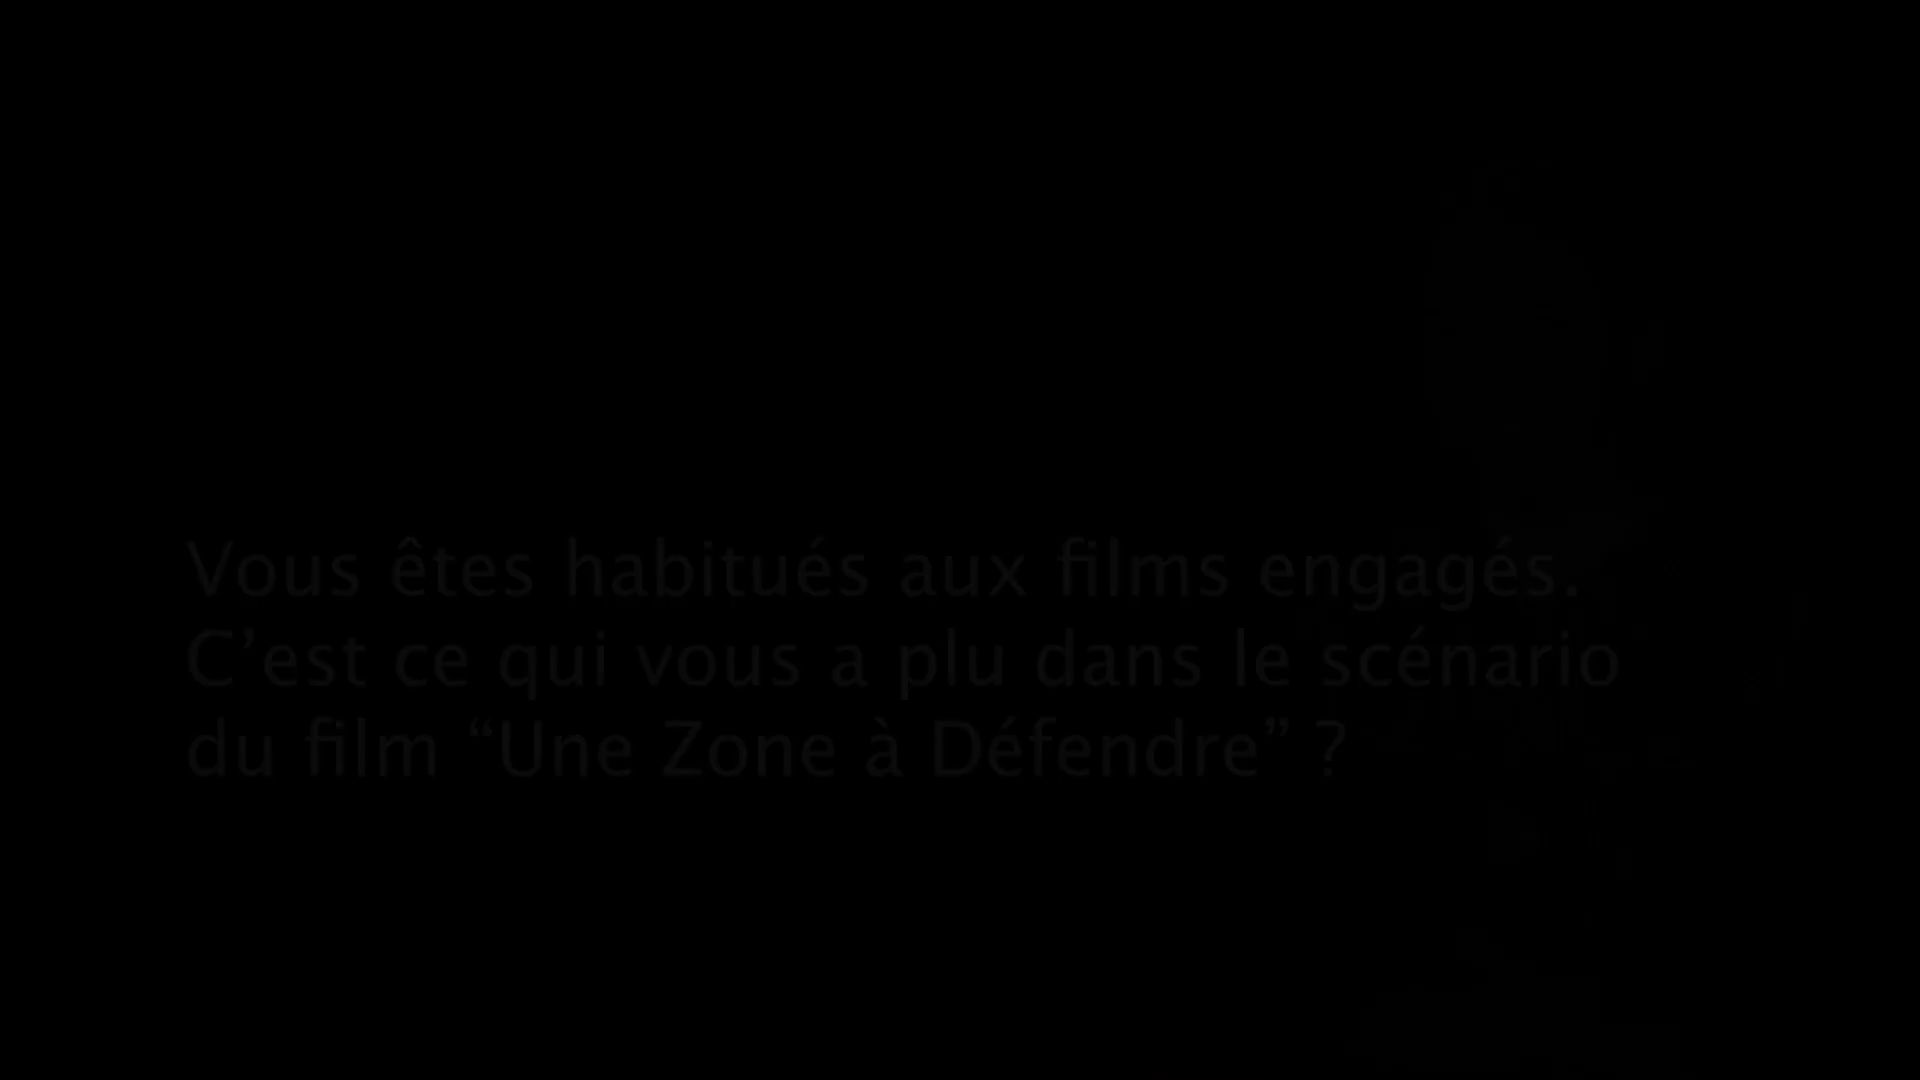 Vous êtes habitués aux films engagés.
C’est ce qui vous a plu dans le scénario
du film “Une Zone à Défendre” ?